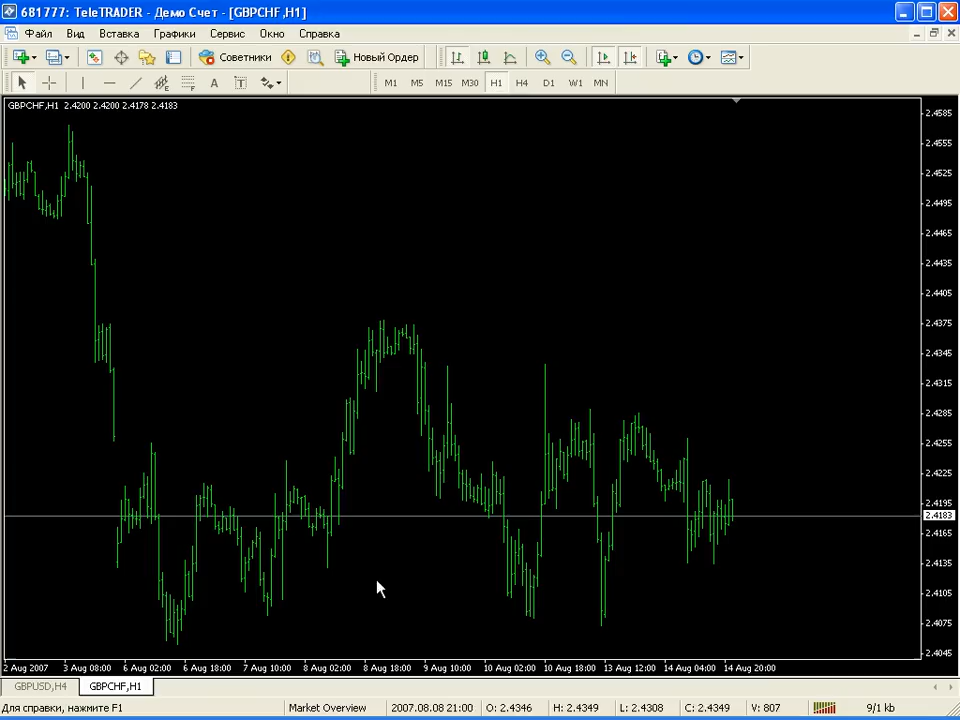 681777: TeleTRADER - Демо Счет - [GBPCHF,H1]
Файл Вид Вставка Графики Сервис Окно Справка
Советники Новый Ордер
A T M1 M5 M15 M30 H1 H4 D1 W1 MN
GBPCHF,H1 2.4200 2.4200 2.4178 2.4183
2.4585
2.4555
2.4525
2.4495
2.4465
2.4435
2.4405
2.4375
2.4345
2.4315
2.4285
2.4255
2.4225
2.4195
2.4183
2.4165
2.4135
2.4105
2.4075
2.4045
2 Aug 2007 3 Aug 08:00 6 Aug 02:00 6 Aug 18:00 7 Aug 10:00 8 Aug 02:00 8 Aug 18:00 9 Aug 10:00 10 Aug 02:00 10 Aug 18:00 13 Aug 12:00 14 Aug 04:00 14 Aug 20:00
GBPUSD,H4 GBPCHF,H1
Для справки, нажмите F1 Market Overview 2007.08.08 21:00 O: 2.4346 H: 2.4349 L: 2.4308 C: 2.4349 V: 807 9/1 kb